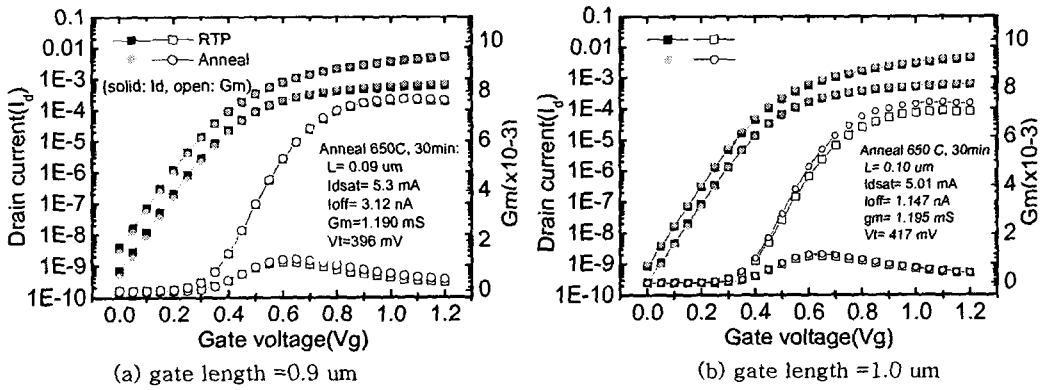 0.1
0.01
1E-3
1E-4
1E-5
1E-6
1E-7
1E-8
1E-9
1E-10
Drain current(I_d)
RTP
Anneal
(solid: Id, open: Gm)
Anneal 650C, 30min:
L= 0.09 um
Idsat= 5.3 mA
Ioff= 3.12 nA
Gm=1.190 mS
Vt=396 mV
10
8
6
4
2
0
Gm(x10-3)
0.0 0.2 0.4 0.6 0.8 1.0 1.2
Gate voltage(Vg)
(a) gate length =0.9 um
0.1
0.01
1E-3
1E-4
1E-5
1E-6
1E-7
1E-8
1E-9
1E-10
Drain current(I_d)
Anneal 650 C, 30min
L= 0.10 um
Idsat= 5.01 mA
Ioff= 1.147 nA
gm= 1.195 mS
Vt= 417 mV
10
8
6
4
2
0
Gm(x10-3)
0.0 0.2 0.4 0.6 0.8 1.0 1.2
Gate voltage(Vg)
(b) gate length =1.0 um